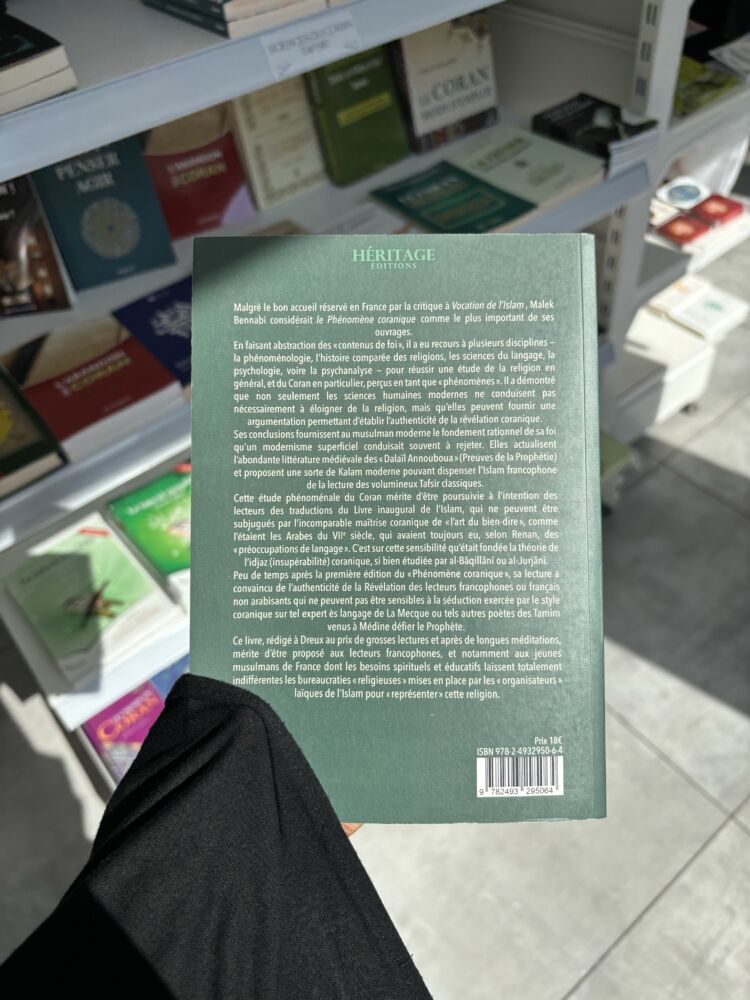 SCIENCES DU CORAN
TAFSIR
LE CORAN
PENSER
AGIR
CORAN
HÉRITAGE
ÉDITIONS
Malgré le bon accueil réservé en France par la critique à Vocation de l'Islam, Malek
Bennabi considérait le Phénomène coranique comme le plus important de ses
ouvrages.
En faisant abstraction des « contenus de foi », il a eu recours à plusieurs disciplines –
la phénoménologie, l'histoire comparée des religions, les sciences du langage, la
psychologie, voire la psychanalyse – pour réussir une étude de la religion en
général, et du Coran en particulier, perçus en tant que « phénomènes ». Il a démontré
que non seulement les sciences humaines modernes ne conduisent pas
nécessairement à éloigner de la religion, mais qu'elles peuvent fournir une
argumentation permettant d'établir l'authenticité de la révélation coranique.
Ses conclusions fournissent au musulman moderne le fondement rationnel de sa foi
qu'un modernisme superficiel conduisait souvent à rejeter. Elles actualisent
l'abondante littérature médiévale des « Dalaïl Annouboua » (Preuves de la Prophétie)
et proposent une sorte de Kalam moderne pouvant dispenser l'Islam francophone
de la lecture des volumineux Tafsir classiques.
Cette étude phénoménale du Coran mérite d'être poursuivie à l'intention des
lecteurs des traductions du Livre inaugural de l'Islam, qui ne peuvent être
subjugués par l'incomparable maîtrise coranique de « l'art du bien-dire », comme
l'étaient les Arabes du VIIe siècle, qui avaient toujours eu, selon Renan, des
« préoccupations de langage ». C'est sur cette sensibilité qu'était fondée la théorie de
l'idjaz (insupérabilité) coranique, si bien étudiée par al-Bâqillânî ou al-Jurjânî.
Peu de temps après la première édition du « Phénomène coranique », sa lecture a
convaincu de l'authenticité de la Révélation des lecteurs francophones ou français
non arabisants qui ne peuvent pas être sensibles à la séduction exercée par le style
coranique sur tel expert ès langage de La Mecque ou tels autres poètes des Tamim
venus à Médine défier le Prophète.
Ce livre, rédigé à Dreux au prix de grosses lectures et après de longues méditations,
mérite d'être proposé aux lecteurs francophones, et notamment aux jeunes
musulmans de France dont les besoins spirituels et éducatifs laissent totalement
indifférentes les bureaucraties « religieuses » mises en place par les « organisateurs »
laïques de l'Islam pour « représenter » cette religion.
Prix 18€
ISBN 978-2-4932950-6-4
9 782493 295064